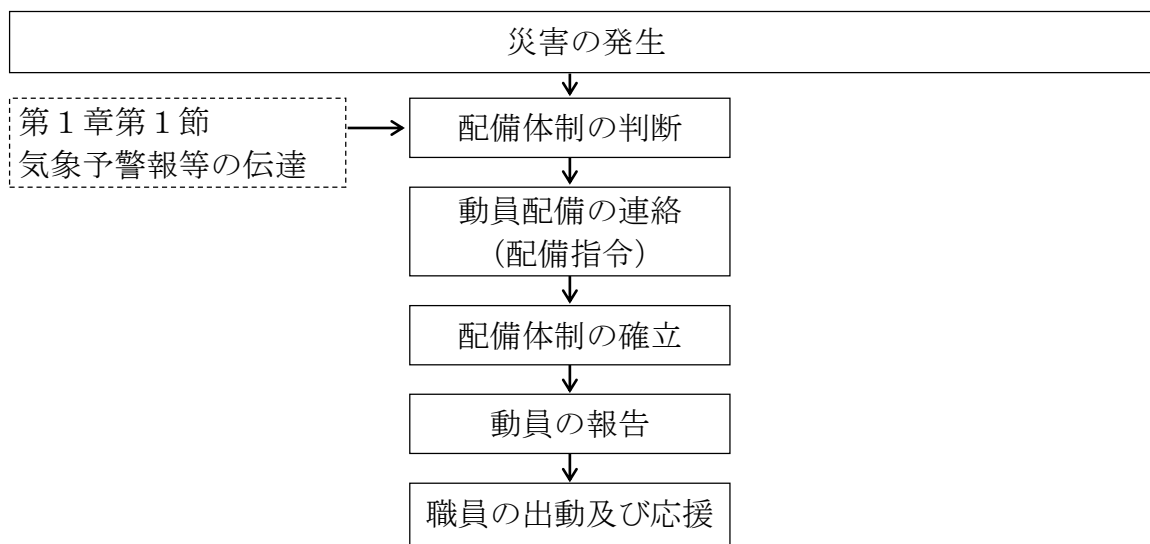 災害の発生
第１章第１節
気象予警報等の伝達
配備体制の判断
動員配備の連絡
（配備指令）
配備体制の確立
動員の報告
職員の出動及び応援